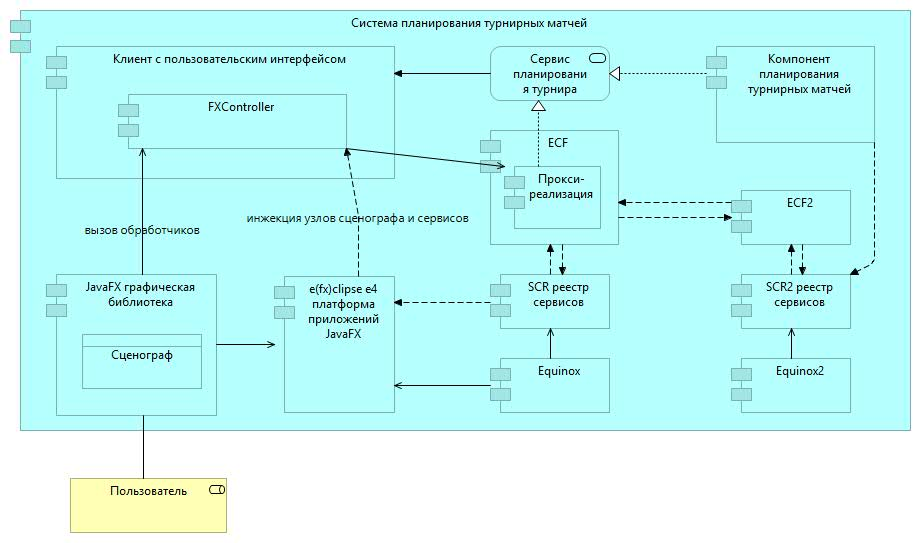 Система планирования турнирных матчей
Клиент с пользовательским интерфейсом
FXController
Сервис
планировани
я турнира
Компонент
планирования
турнирных матчей
ECF
Прокси-
реализация
ECF2
вызов обработчиков
инжекция узлов сценографа и сервисов
JavaFX графическая
библиотека
Сценограф
e(fx)clipse e4
платформа
приложений
JavaFX
SCR реестр
сервисов
SCR2 реестр
сервисов
Equinox
Equinox2
Пользователь